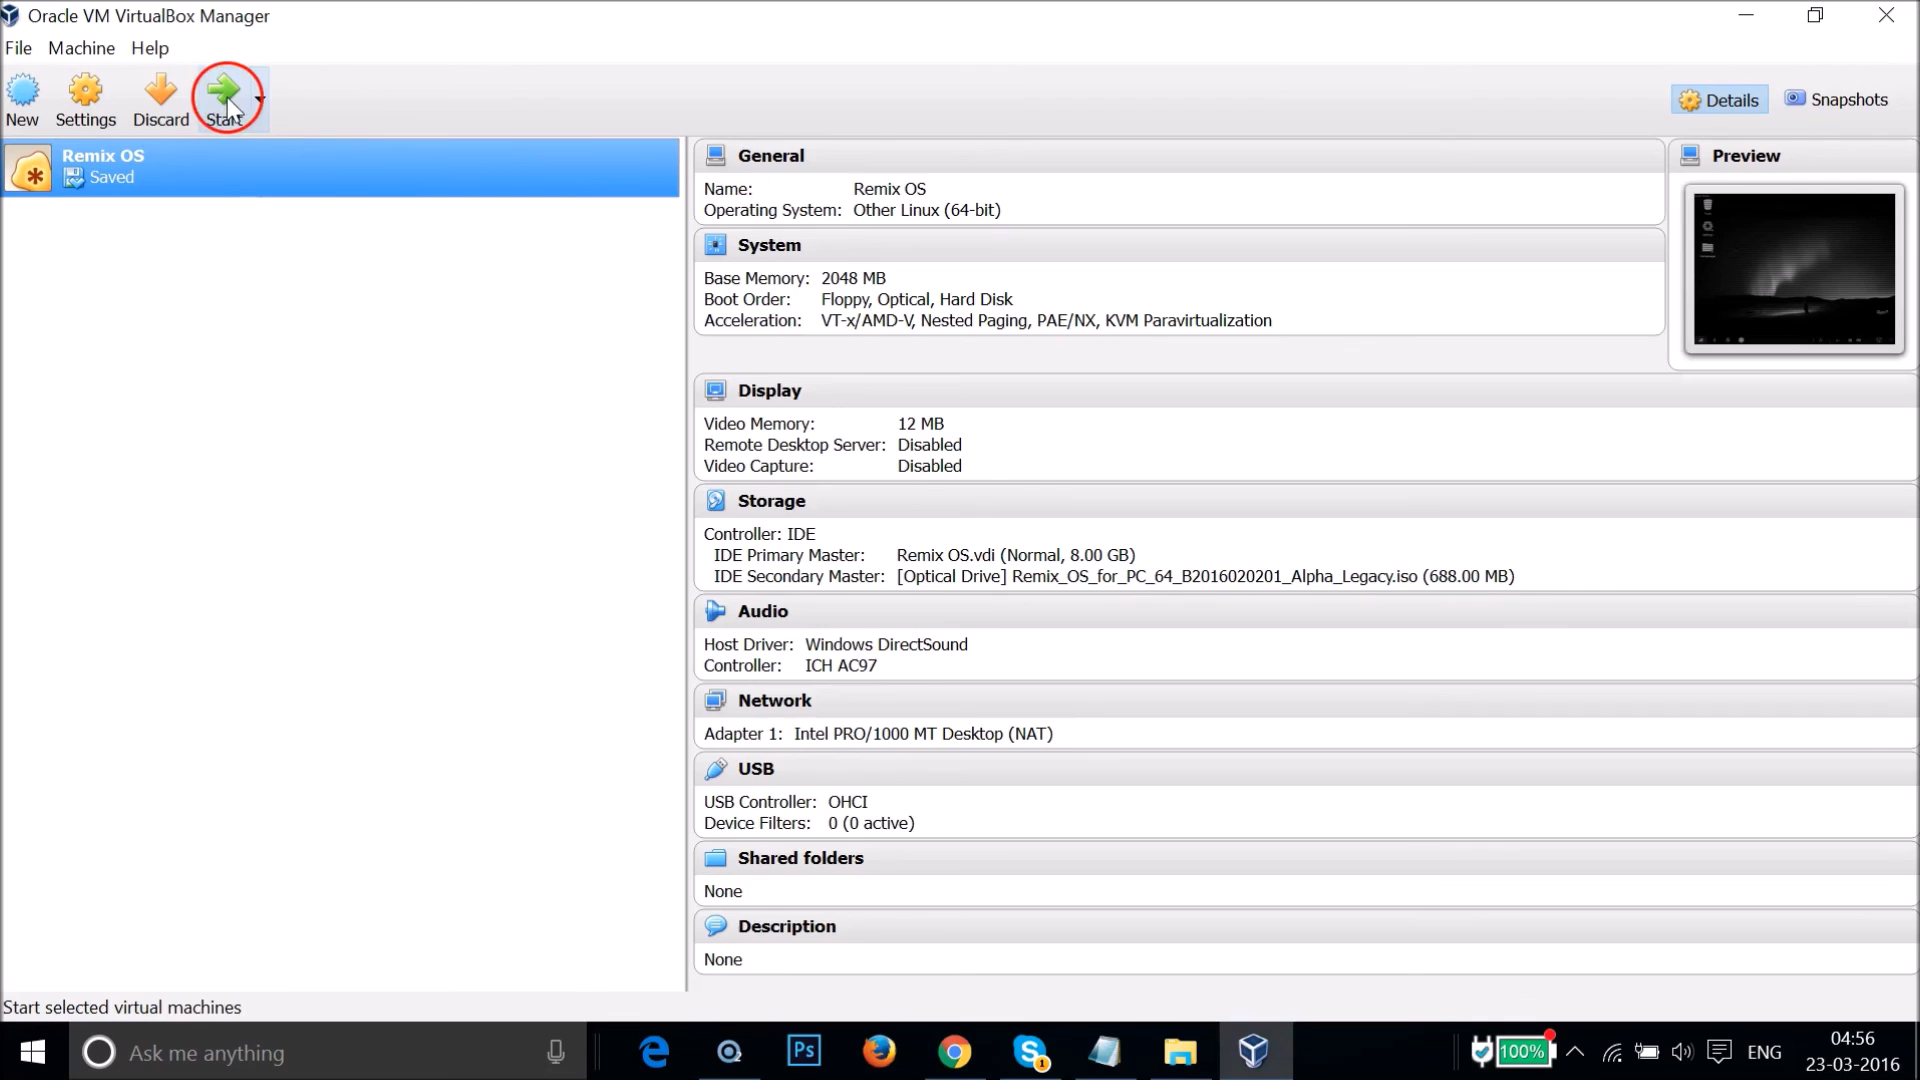 Oracle VM VirtualBox Manager
File Machine Help
New Settings Discard Start
Details Snapshots
Remix OS
Saved
General
Name: Remix OS
Operating System: Other Linux (64-bit)
Preview
System
Base Memory: 2048 MB
Boot Order: Floppy, Optical, Hard Disk
Acceleration: VT-x/AMD-V, Nested Paging, PAE/NX, KVM Paravirtualization
Display
Video Memory: 12 MB
Remote Desktop Server: Disabled
Video Capture: Disabled
Storage
Controller: IDE
IDE Primary Master: Remix OS.vdi (Normal, 8.00 GB)
IDE Secondary Master: [Optical Drive] Remix_OS_for_PC_64_B2016020201_Alpha_Legacy.iso (688.00 MB)
Audio
Host Driver: Windows DirectSound
Controller: ICH AC97
Network
Adapter 1: Intel PRO/1000 MT Desktop (NAT)
USB
USB Controller: OHCI
Device Filters: 0 (0 active)
Shared folders
None
Description
None
Start selected virtual machines
Ask me anything
Ps
1
100%
ENG
04:56
23-03-2016